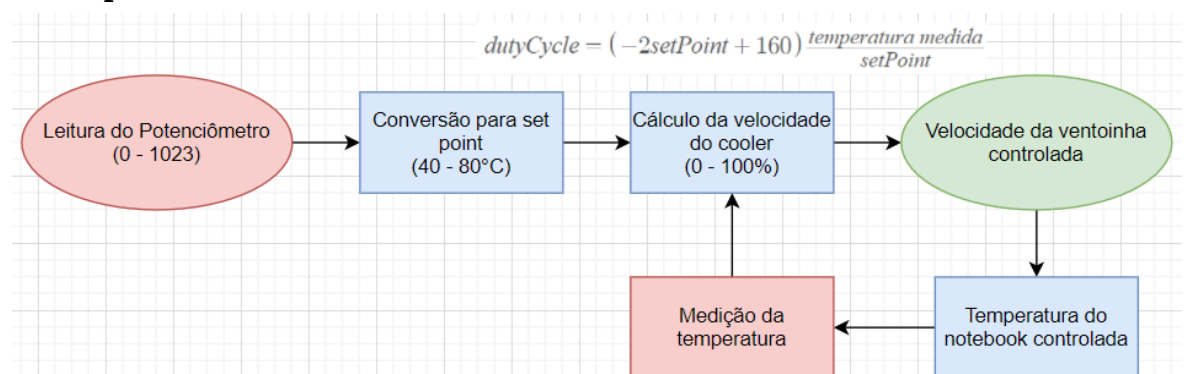 dutyCycle = (−2setPoint + 160) temperatura medida / setPoint
Leitura do Potenciômetro
(0 - 1023)
Conversão para set
point
(40 - 80°C)
Cálculo da velocidade
do cooler
(0 - 100%)
Velocidade da ventoinha
controlada
Medição da
temperatura
Temperatura do
notebook controlada